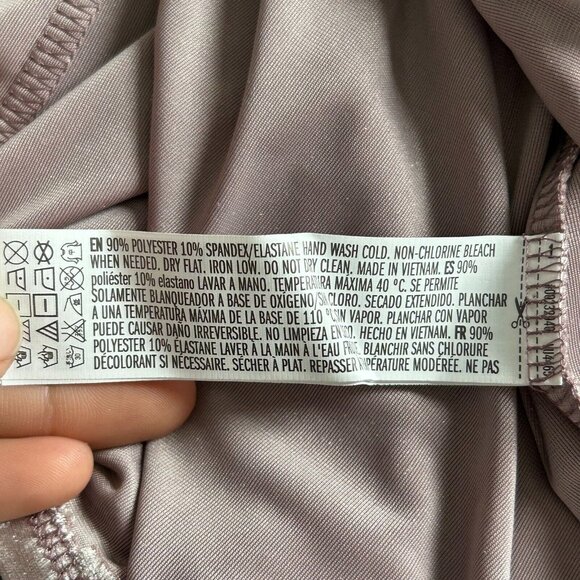 EN 90% POLYESTER 10% SPANDEX/ELASTANE HAND WASH COLD. NON-CHLORINE BLEACH
WHEN NEEDED. DRY FLAT. IRON LOW. DO NOT DRY CLEAN. MADE IN VIETNAM. ES 90%
poliéster 10% elastano LAVAR A MANO. TEMPERATURA MÁXIMA 40 °C. SE PERMITE
SOLAMENTE BLANQUEADOR A BASE DE OXÍGENO/SIN CLORO. SECADO EXTENDIDO. PLANCHAR
A UNA TEMPERATURA MÁXIMA DE LA BASE DE 110 °SIN VAPOR. PLANCHAR CON VAPOR
PUEDE CAUSAR DAÑO IRREVERSIBLE. NO LIMPIEZA EN HECHO EN VIETNAM. FR 90%
POLYESTER 10% ÉLASTANE LAVER À LA MAIN À L'EAU BLANCHIR SANS CHLORURE
DÉCOLORANT SI NÉCESSAIRE. SÉCHER À PLAT. REPASSER MODÉRÉE. NE PAS